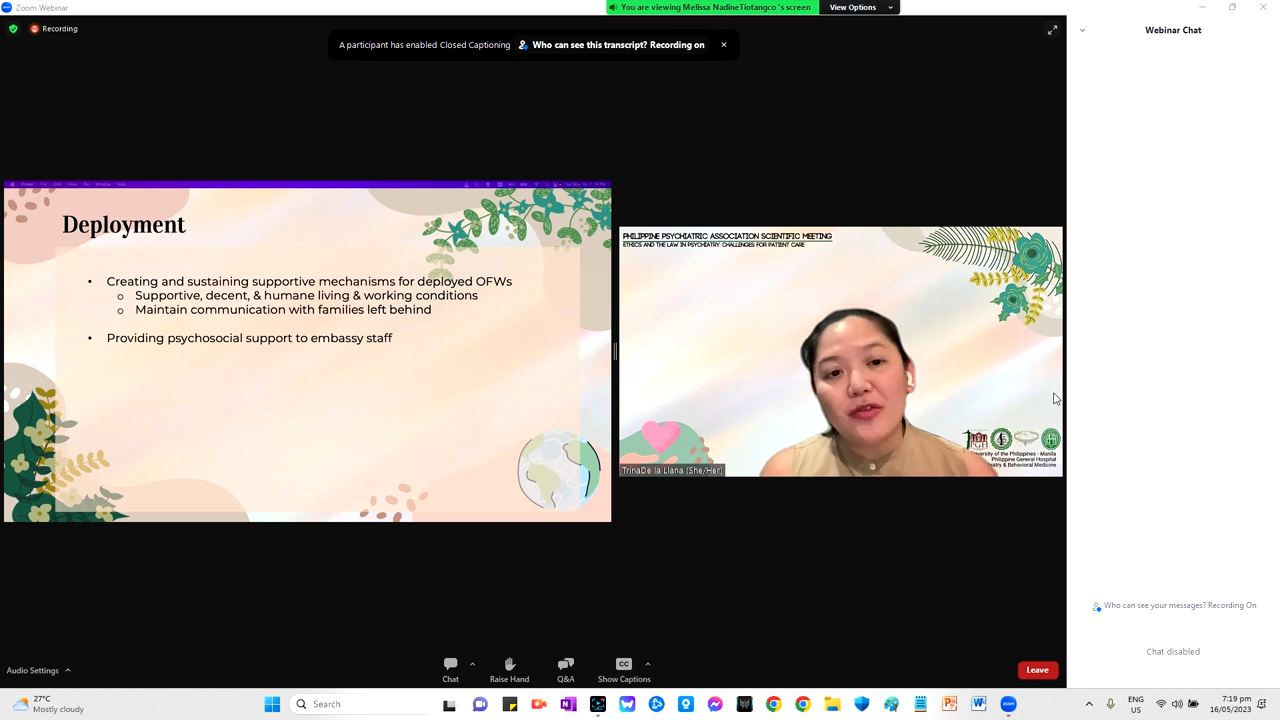 Zoom Webinar
You are viewing Melissa NadineTiotangco 's screen
View Options
Recording
A participant has enabled Closed Captioning
Who can see this transcript? Recording on
Webinar Chat
Deployment
• Creating and sustaining supportive mechanisms for deployed OFWs
o Supportive, decent, & humane living & working conditions
o Maintain communication with families left behind
• Providing psychosocial support to embassy staff
PHILIPPINE PSYCHIATRIC ASSOCIATION SCIENTIFIC MEETING
ETHICS AND THE LAW IN PSYCHIATRY: CHALLENGES FOR PATIENT CARE
of the Philippines - Manila
Philippine General Hospital
& Behavioral Medicine
TrinaDe la Llana (She/Her)
Who can see your messages? Recording On
Chat disabled
Audio Settings
Chat
Raise Hand
Q&A
CC
Show Captions
Leave
27°C
Mostly cloudy
Search
zoom
ENG
US
7:19 pm
16/05/2023